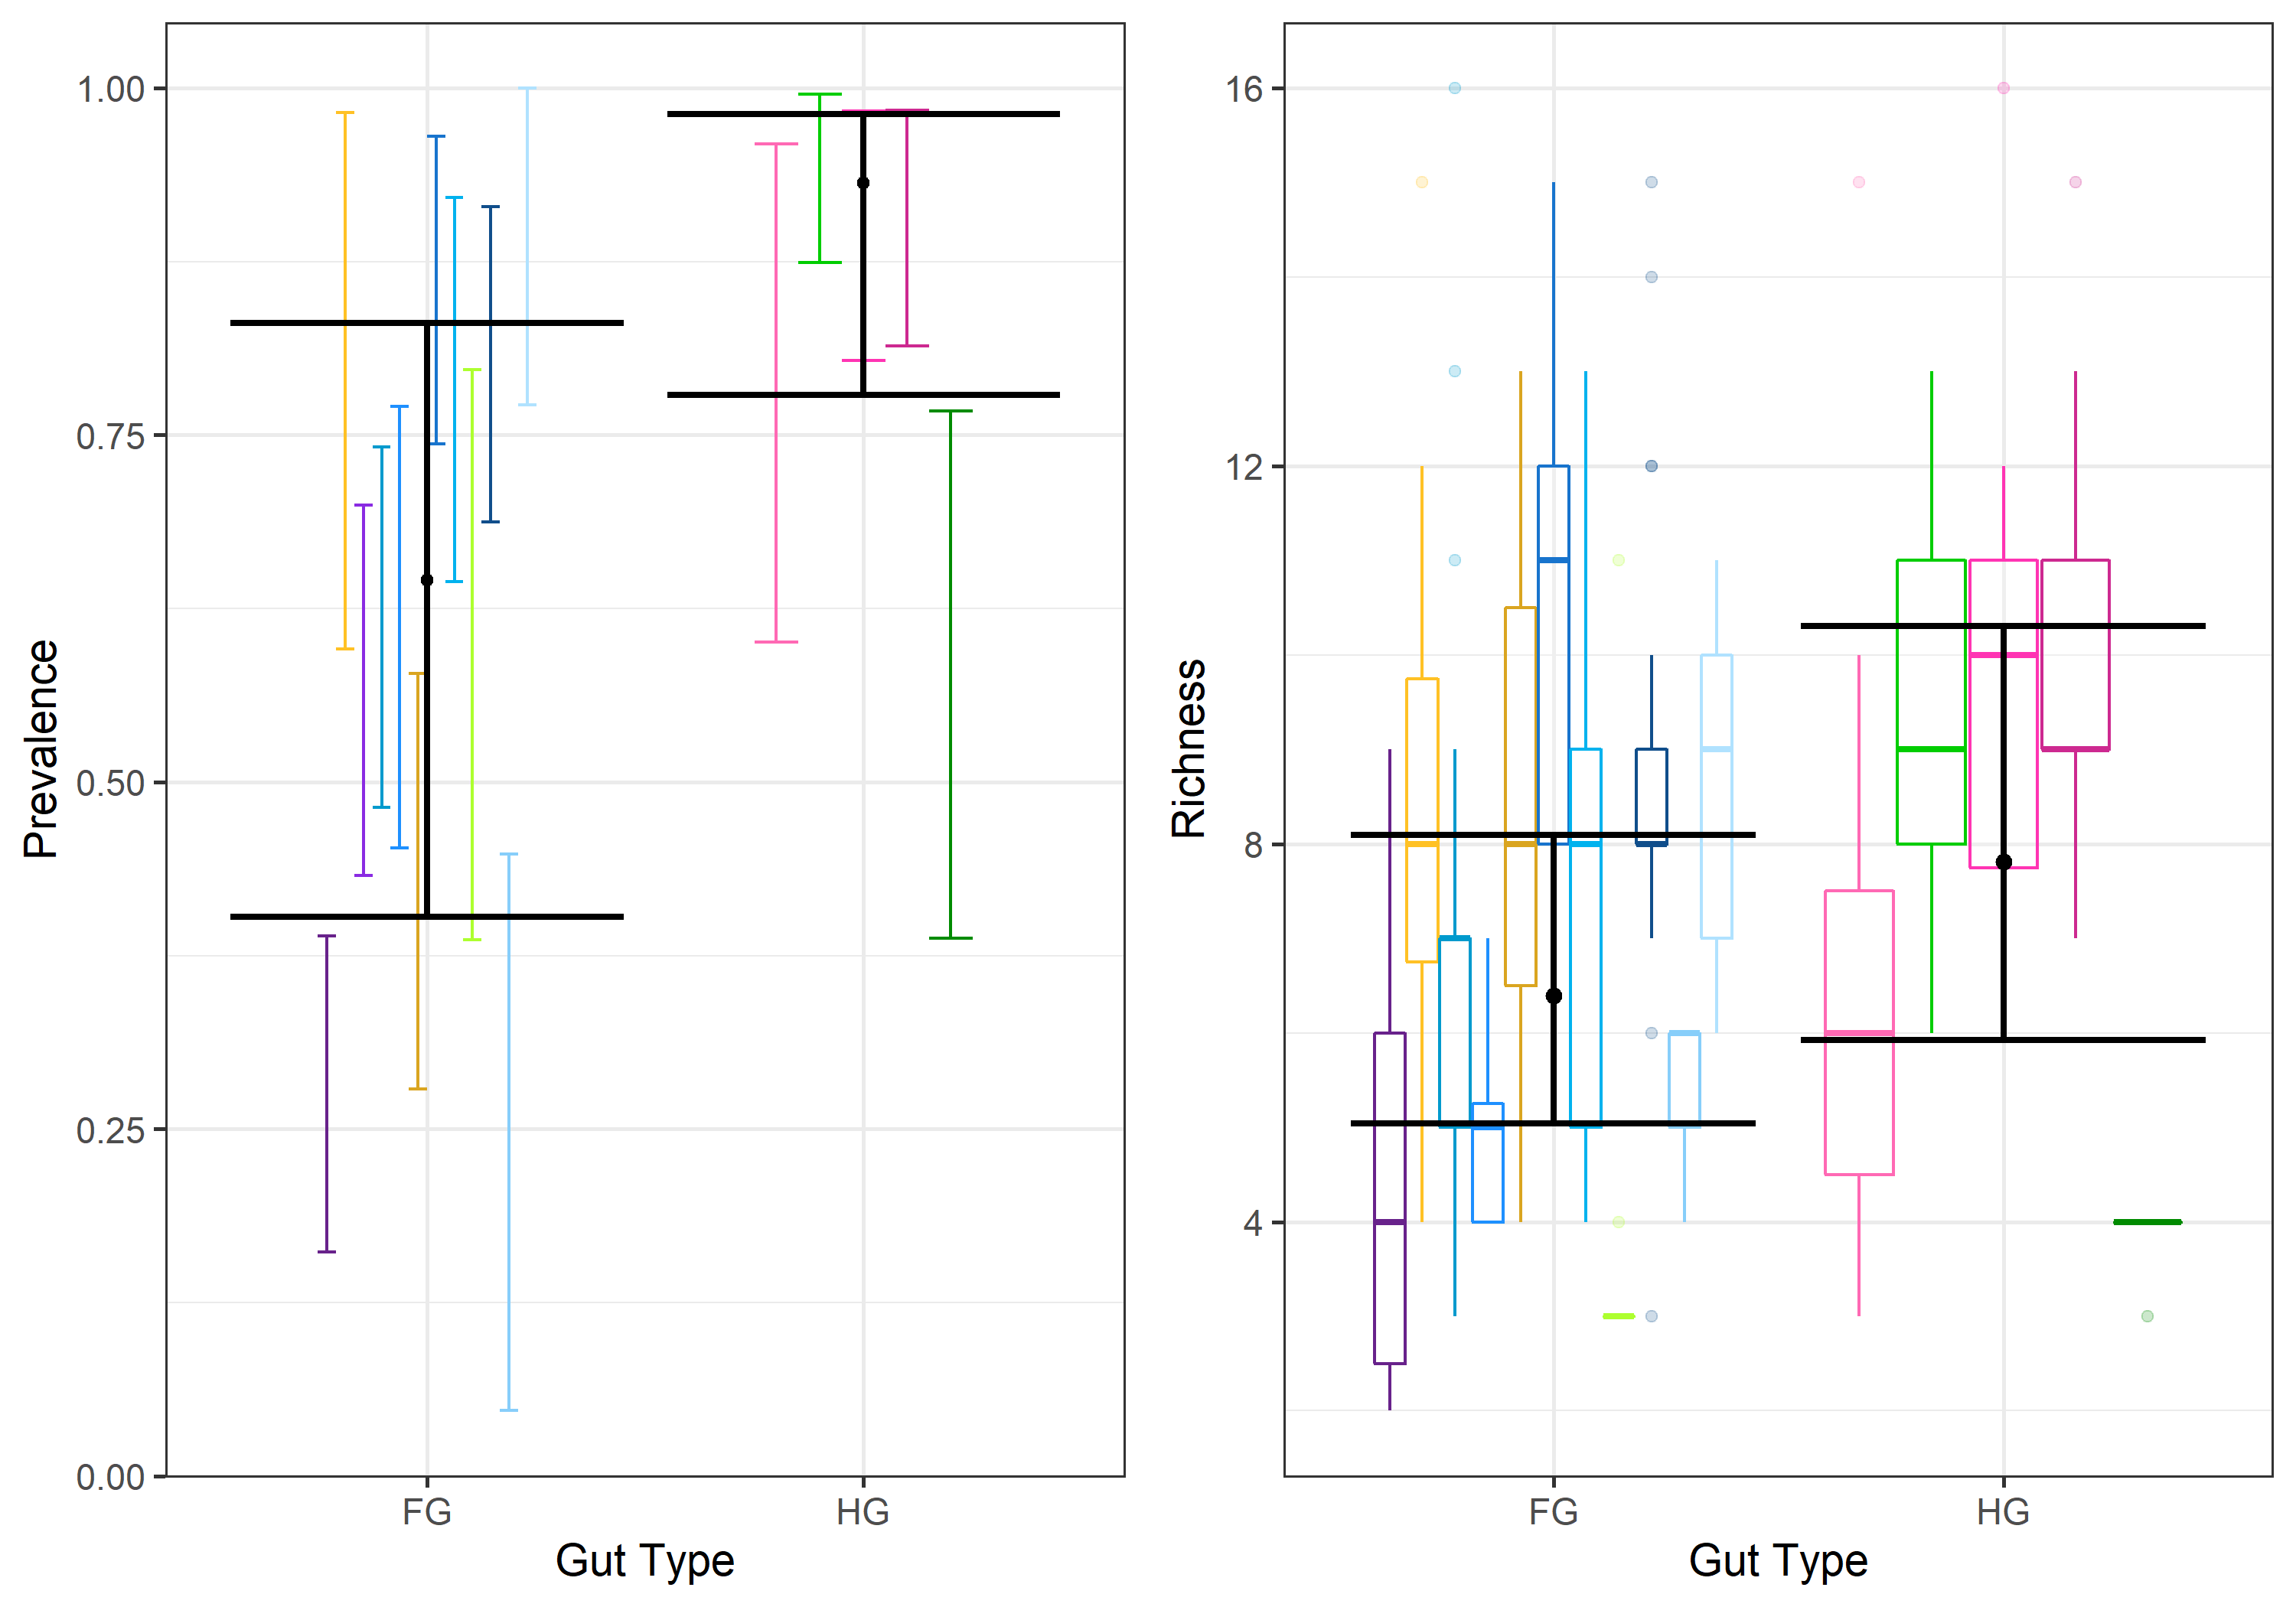 Prevalence
1.00
0.75
0.50
0.25
0.00
FG
HG
Gut Type
Richness
16
12
8
4
FG
HG
Gut Type